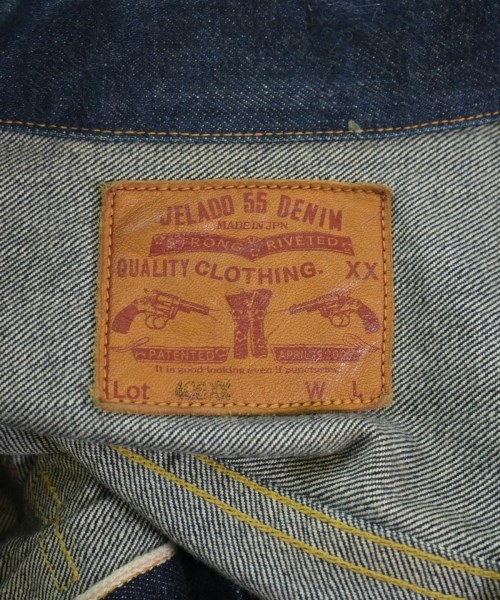 JELADO 55 DENIM
MADE IN JPN
STRONG RIVETED
QUALITY CLOTHING. XX
PATENTED APRIL
It is good looking even if punctured.
Lot W L